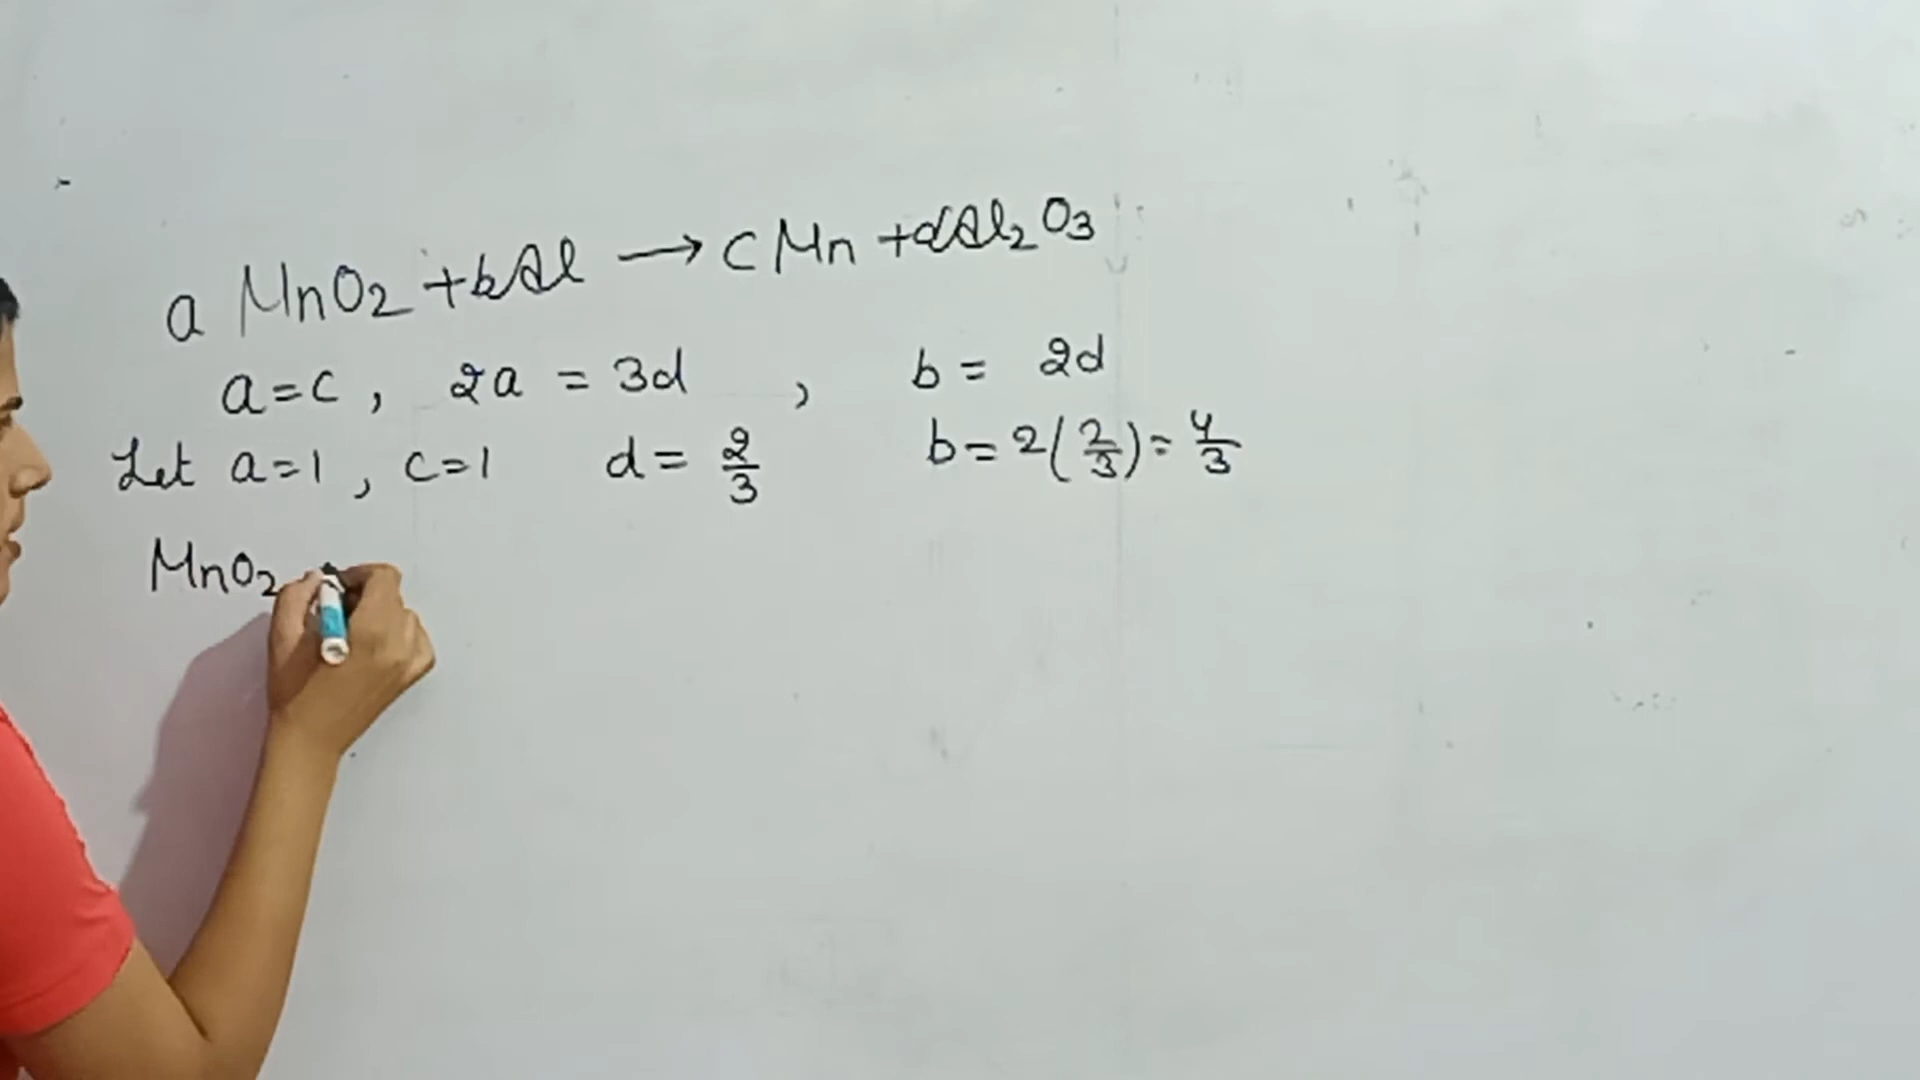 a MnO2 + bAl → c Mn + dAl2O3
a = c , 2a = 3d , b = 2d
Let a=1 , c=1 d = 2/3 b = 2(2/3) = 4/3
MnO2